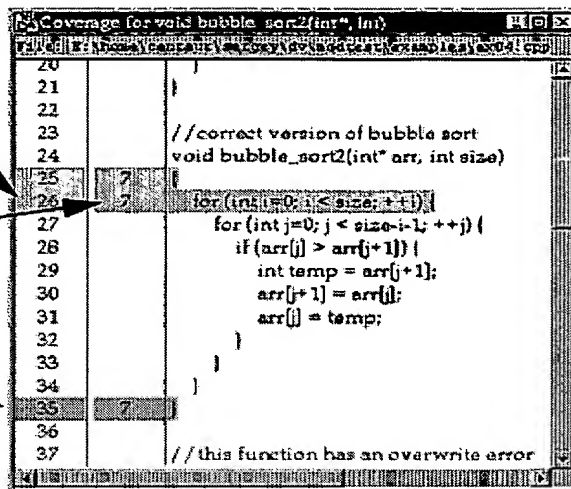 Coverage for void bubble_sort2(int*, int)
20 }
21 }
22
23 //correct version of bubble sort
24 void bubble_sort2(int* arr, int size)
25 7 {
26 7 for (int i=0; i < size; ++i) {
27 for (int j=0; j < size-i-1; ++j) {
28 if (arr[j] > arr[j+1]) {
29 int temp = arr[j+1];
30 arr[j+1] = arr[j];
31 arr[j] = temp;
32 }
33 }
34 }
35 7 }
36
37 //this function has an overwrite error